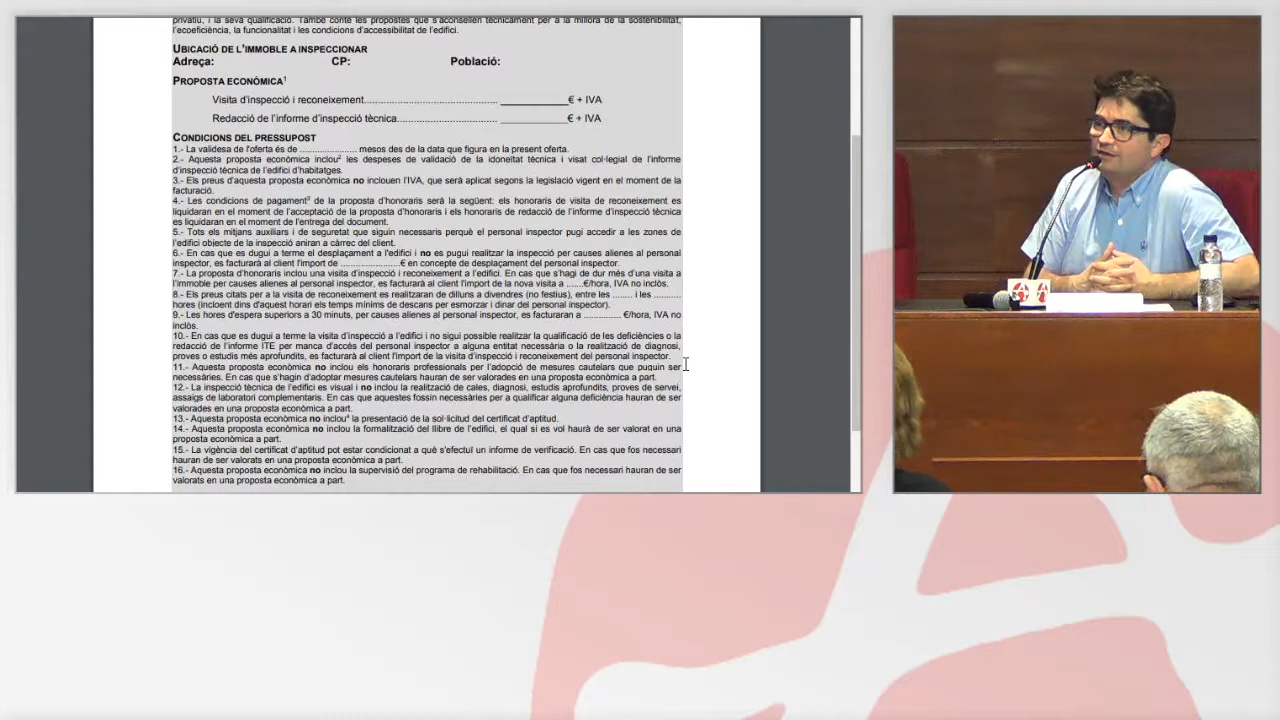 privatiu, i la seva qualificació. També conté les propostes que s'aconsellen tècnicament per a la millora de la sostenibilitat,
l'ecoeficiència, la funcionalitat i les condicions d'accessibilitat de l'edifici.
UBICACIÓ DE L'IMMOBLE A INSPECCIONAR
Adreça: CP: Població:
PROPOSTA ECONÒMICA¹
Visita d'inspecció i reconeixement............................................... ____________€ + IVA
Redacció de l'informe d'inspecció tècnica................................... ____________€ + IVA
CONDICIONS DEL PRESSUPOST
1.- La validesa de l'oferta és de ...................... mesos des de la data que figura en la present oferta.
2.- Aquesta proposta econòmica inclou² les despeses de validació de la idoneïtat tècnica i visat col·legial de l'informe
d'inspecció tècnica de l'edifici d'habitatges.
3.- Els preus d'aquesta proposta econòmica no inclouen l'IVA, que serà aplicat segons la legislació vigent en el moment de la
facturació.
4.- Les condicions de pagament³ de la proposta d'honoraris serà la següent: els honoraris de visita de reconeixement es
liquidaran en el moment de l'acceptació de la proposta d'honoraris i els honoraris de redacció de l'informe d'inspecció tècnica
es liquidaran en el moment de l'entrega del document.
5.- Tots els mitjans auxiliars i de seguretat que siguin necessaris perquè el personal inspector pugi accedir a les zones de
l'edifici objecte de la inspecció aniran a càrrec del client.
6.- En cas que es dugui a terme el desplaçament a l'edifici i no es pugui realitzar la inspecció per causes alienes al personal
inspector, es facturarà al client l'import de .......................€ en concepte de desplaçament del personal inspector.
7.- La proposta d'honoraris inclou una visita d'inspecció i reconeixement a l'edifici. En cas que s'hagi de dur més d'una visita a
l'immoble per causes alienes al personal inspector, es facturarà al client l'import de la nova visita a ......€/hora, IVA no inclòs.
8.- Els preus citats per a la visita de reconeixement es realitzaran de dilluns a divendres (no festius), entre les ........ i les ..........
hores (incloent dins d'aquest horari els temps mínims de descans per esmorzar i dinar del personal inspector).
9.- Les hores d'espera superiors a 30 minuts, per causes alienes al personal inspector, es facturaran a .............. €/hora, IVA no
inclòs.
10.- En cas que es dugui a terme la visita d'inspecció a l'edifici i no sigui possible realitzar la qualificació de les deficiències o la
redacció de l'informe ITE per manca d'accés del personal inspector a alguna entitat necessària o la realització de diagnosi,
proves o estudis més aprofundits, es facturarà al client l'import de la visita d'inspecció i reconeixement del personal inspector.
11.- Aquesta proposta econòmica no inclou els honoraris professionals per l'adopció de mesures cautelars que puguin ser
necessàries. En cas que s'hagin d'adoptar mesures cautelars hauran de ser valorades en una proposta econòmica a part.
12.- La inspecció tècnica de l'edifici es visual i no inclou la realització de cales, diagnosi, estudis aprofundits, proves de servei,
assaigs de laboratori complementaris. En cas que aquestes fossin necessàries per a qualificar alguna deficiència hauran de ser
valorades en una proposta econòmica a part.
13.- Aquesta proposta econòmica no inclou⁴ la presentació de la sol·licitud del certificat d'aptitud.
14.- Aquesta proposta econòmica no inclou la formalització del llibre de l'edifici, el qual si es vol haurà de ser valorat en una
proposta econòmica a part.
15.- La vigència del certificat d'aptitud pot estar condicionat a què s'efectuï un informe de verificació. En cas que fos necessari
hauran de ser valorats en una proposta econòmica a part.
16.- Aquesta proposta econòmica no inclou la supervisió del programa de rehabilitació. En cas que fos necessari hauran de ser
valorats en una proposta econòmica a part.